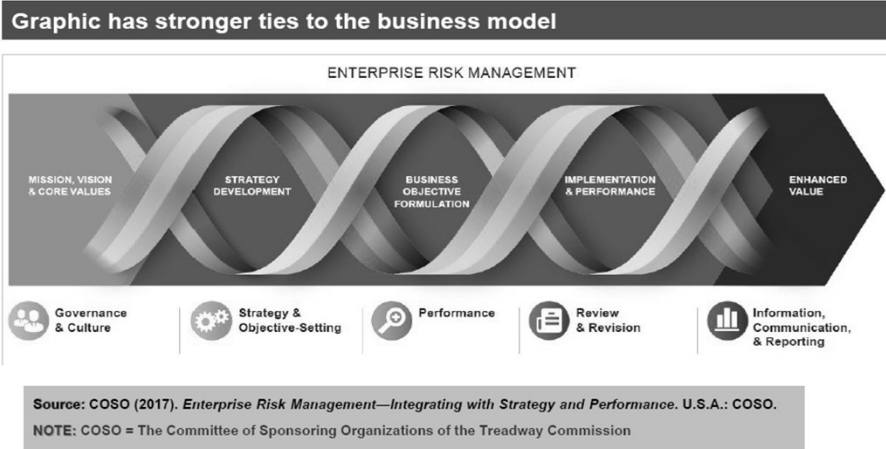 Graphic has stronger ties to the business model
ENTERPRISE RISK MANAGEMENT
MISSION, VISION
& CORE VALUES
STRATEGY
DEVELOPMENT
BUSINESS
OBJECTIVE
FORMULATION
IMPLEMENTATION
& PERFORMANCE
ENHANCED
VALUE
Governance
& Culture
Strategy &
Objective-Setting
Performance
Review
& Revision
Information,
Communication,
& Reporting
Source: COSO (2017). Enterprise Risk Management—Integrating with Strategy and Performance. U.S.A.: COSO.
NOTE: COSO = The Committee of Sponsoring Organizations of the Treadway Commission